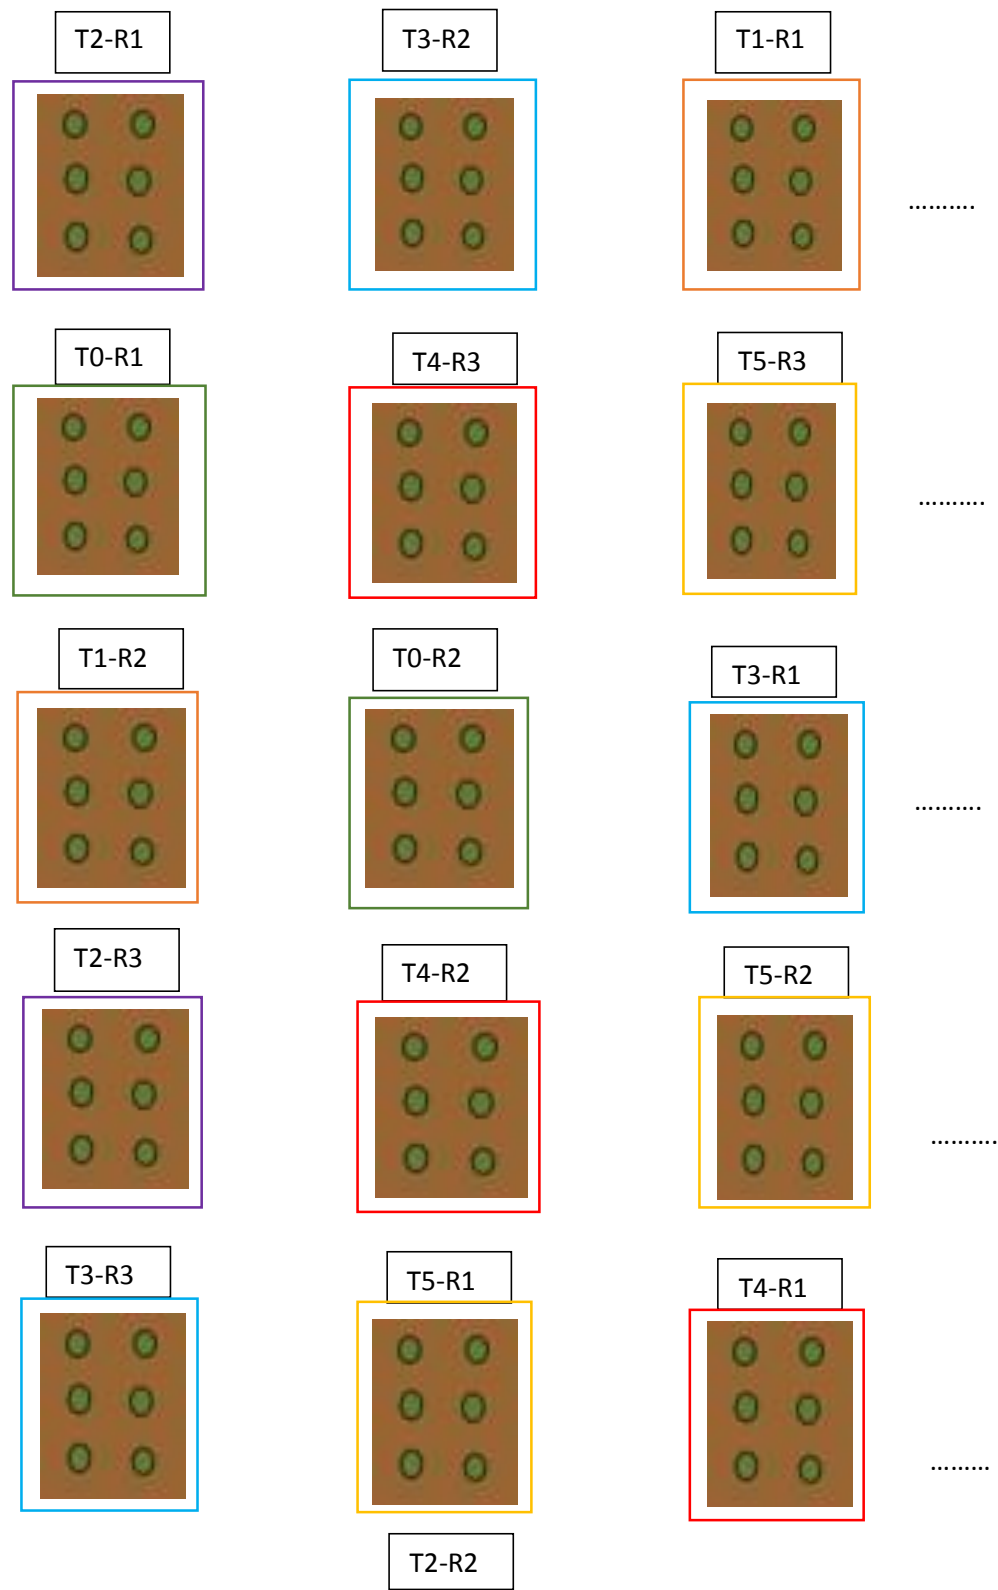 T2-R1
T3-R2
T1-R1
..........
T0-R1
T4-R3
T5-R3
..........
T1-R2
T0-R2
T3-R1
..........
T2-R3
T4-R2
T5-R2
..........
T3-R3
T5-R1
T4-R1
.........
T2-R2